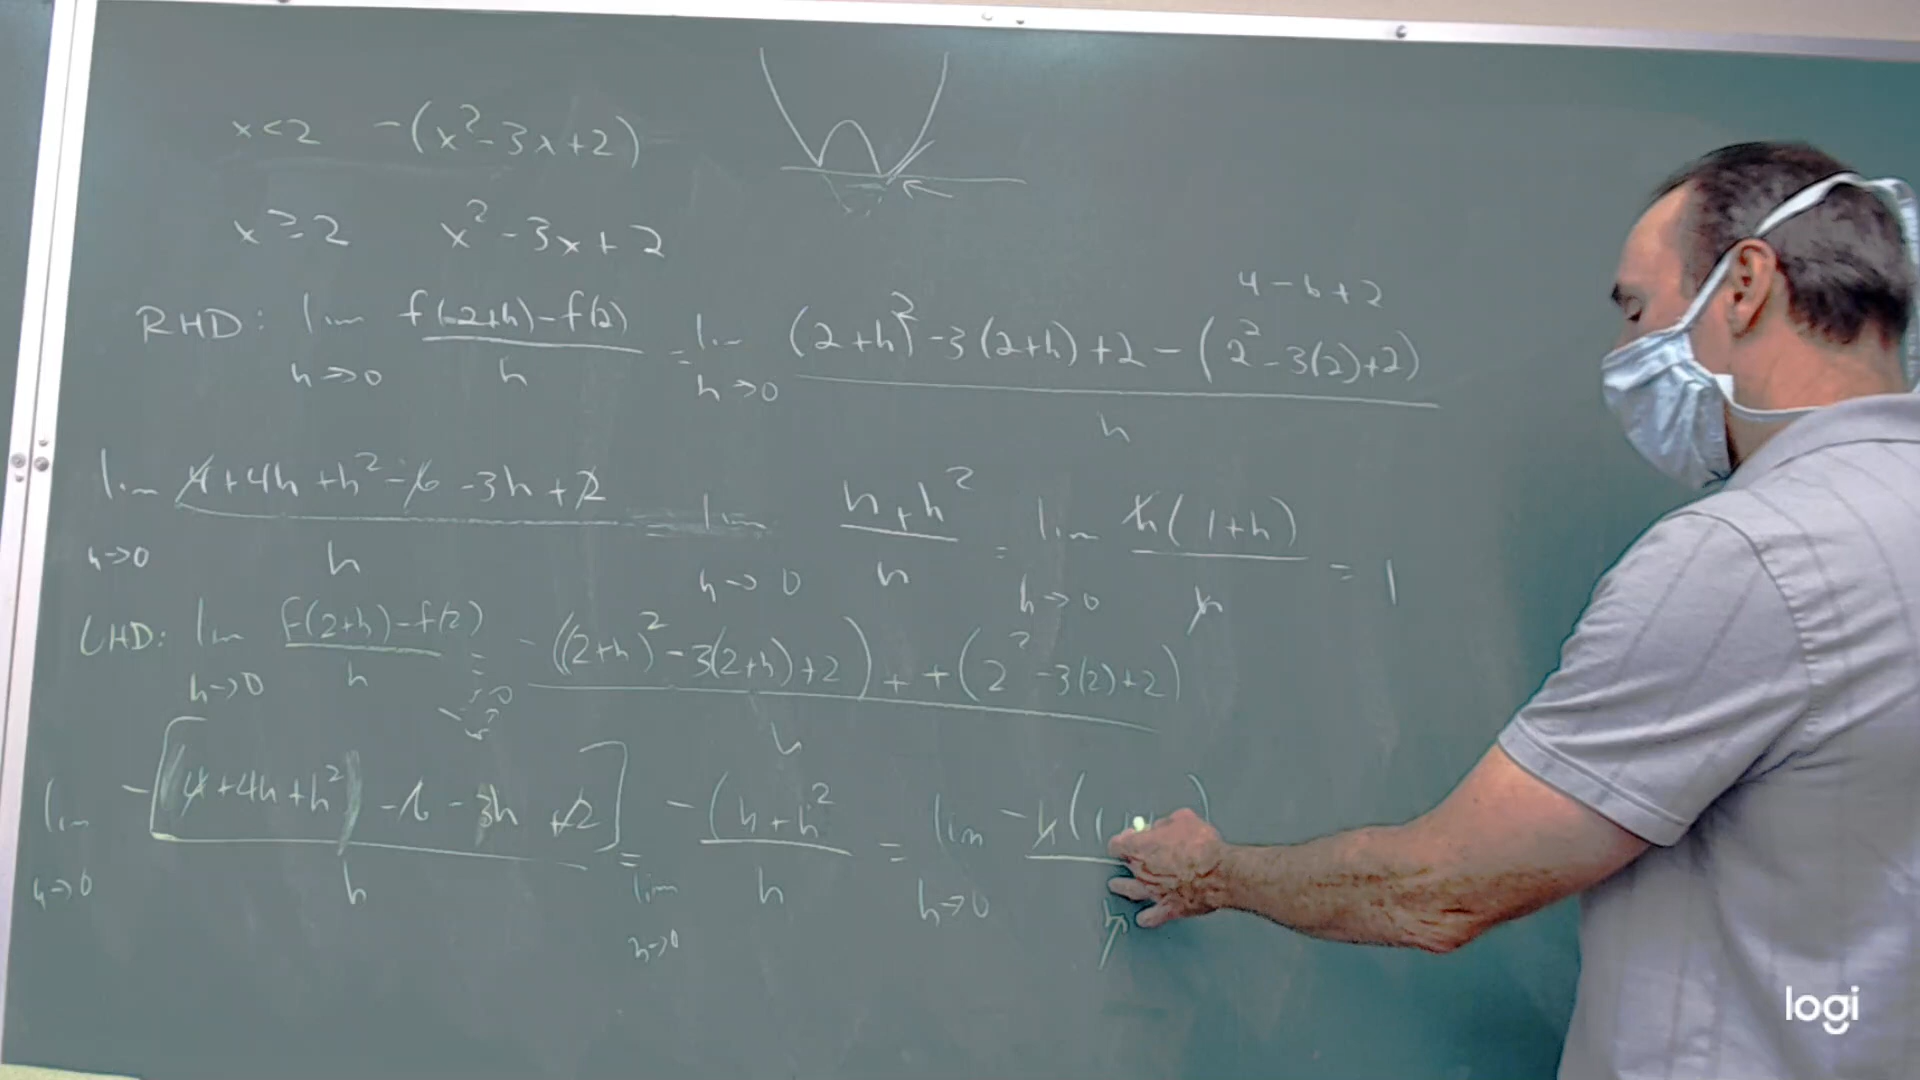 x<2 -(x²-3x+2)
x≥2 x²-3x+2
4-6+2
RHD: lim h→0 f(2+h)-f(2) / h = lim h→0 (2+h)²-3(2+h)+2-(2²-3(2)+2) / h
lim h→0 4+4h+h²-6-3h+2 / h = lim h→0 h+h² / h = lim h→0 h(1+h) / h = 1
LHD: lim h→0 f(2+h)-f(2) / h = -((2+h)²-3(2+h)+2)++(2²-3(2)+2) / h
lim h→0 -[4+4h+h²)-6-3h+2] / h = lim h→0 -(h+h² / h = lim h→0 -h(1 ) / h
logi